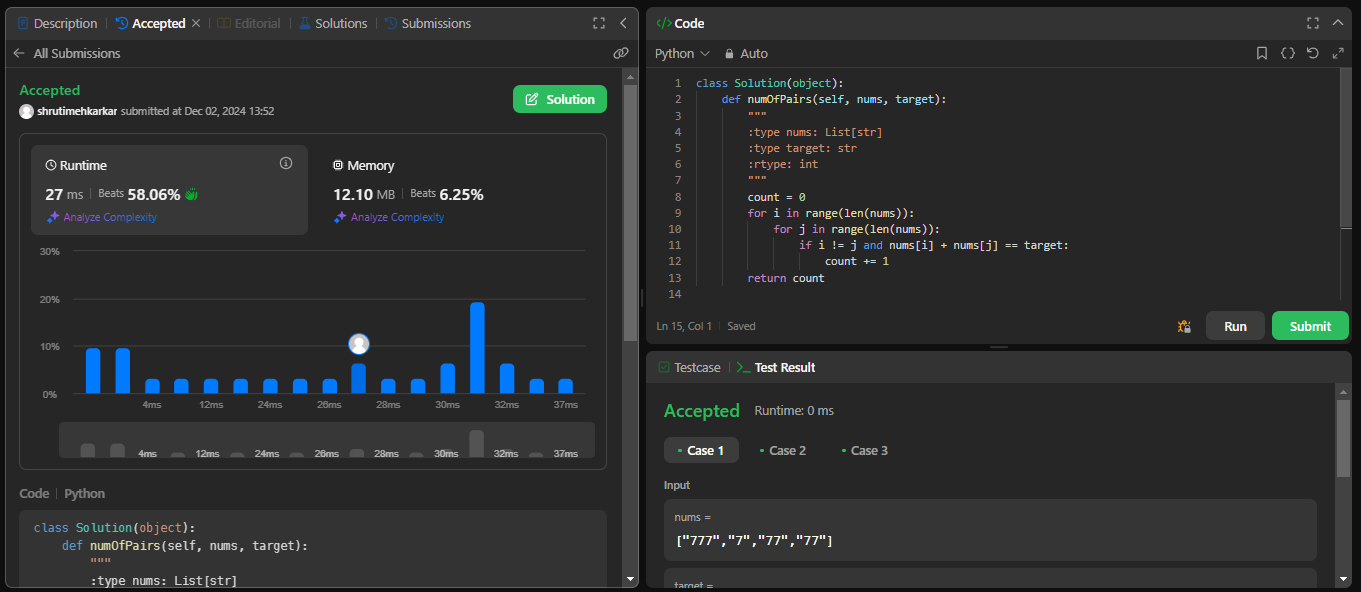 Description
Accepted
Editorial
Solutions
Submissions
All Submissions
Accepted
shrutimehkarkar submitted at Dec 02, 2024 13:52
Solution
Runtime
27 ms Beats 58.06%
Analyze Complexity
Memory
12.10 MB Beats 6.25%
Analyze Complexity
30%
20%
10%
0%
4ms 12ms 24ms 26ms 28ms 30ms 32ms 37ms
4ms 12ms 24ms 26ms 28ms 30ms 32ms 37ms
Code Python
class Solution(object):
def numOfPairs(self, nums, target):
"""
:type nums: List[str]
</> Code
Python
Auto
1 class Solution(object):
2 def numOfPairs(self, nums, target):
3 """
4 :type nums: List[str]
5 :type target: str
6 :rtype: int
7 """
8 count = 0
9 for i in range(len(nums)):
10 for j in range(len(nums)):
11 if i != j and nums[i] + nums[j] == target:
12 count += 1
13 return count
14
Ln 15, Col 1 Saved
Run
Submit
Testcase
Test Result
Accepted Runtime: 0 ms
Case 1
Case 2
Case 3
Input
nums =
["777","7","77","77"]
target =